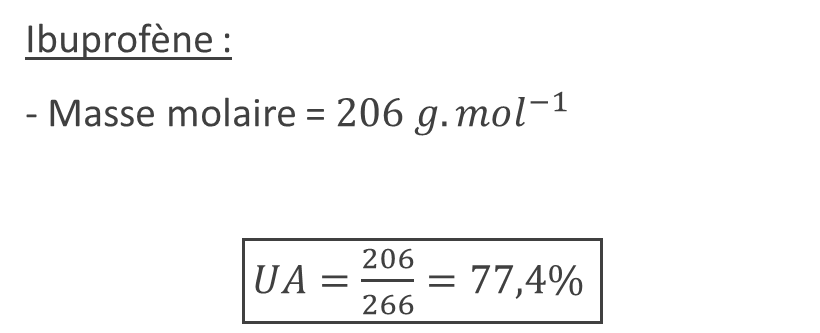 Ibuprofène :
- Masse molaire = 206 g.mol⁻¹
UA = 206/266 = 77,4%